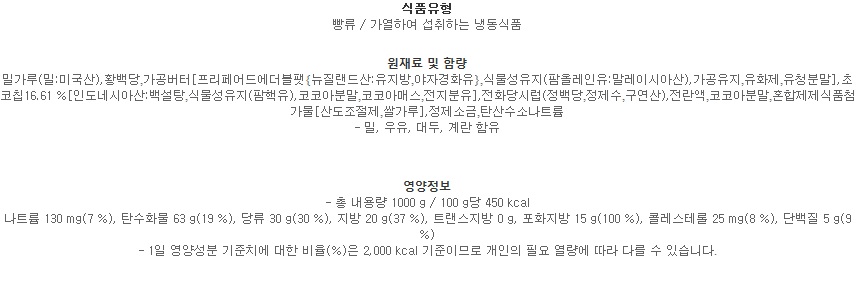 식품유형
빵류 / 가열하여 섭취하는 냉동식품
원재료 및 함량
밀가루(밀:미국산),황백당,가공버터[프리페어드에더블팻{뉴질랜드산:유지방,야자경화유},식물성유지(팜올레인유:말레이시아산),가공유지,유화제,유청분말],초
코칩16.61 %[인도네시아산:백설탕,식물성유지(팜핵유),코코아분말,코코아매스,전지분유],전화당시럽(정백당,정제수,구연산),전란액,코코아분말,혼합제제식품첨
가물[산도조절제,쌀가루],정제소금,탄산수소나트륨
- 밀, 우유, 대두, 계란 함유
영양정보
- 총 내용량 1000 g / 100 g당 450 kcal
나트륨 130 mg(7 %), 탄수화물 63 g(19 %), 당류 30 g(30 %), 지방 20 g(37 %), 트랜스지방 0 g, 포화지방 15 g(100 %), 콜레스테롤 25 mg(8 %), 단백질 5 g(9
%)
- 1일 영양성분 기준치에 대한 비율(%)은 2,000 kcal 기준이므로 개인의 필요 열량에 따라 다를 수 있습니다.